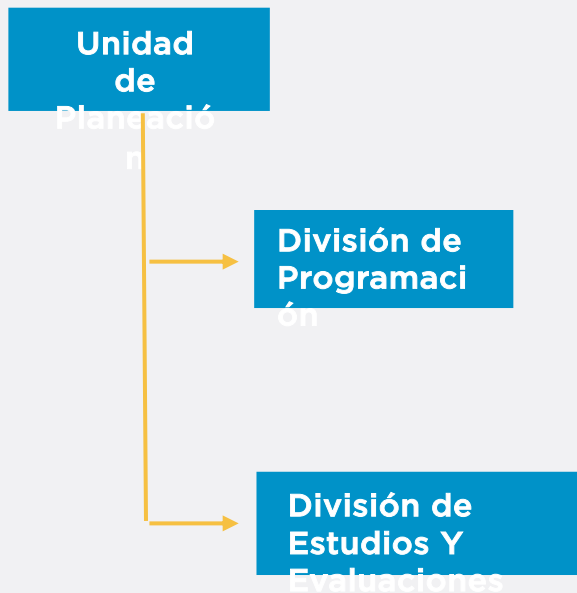 Unidad
de
Planeació
n
División de
Programaci
ón
División de
Estudios Y
Evaluaciones